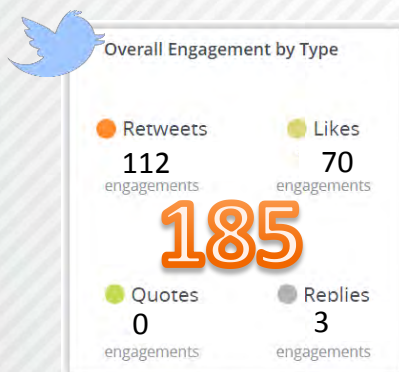 Overall Engagement by Type
Retweets Likes
112 70
engagements engagements
185
Quotes Replies
0 3
engagements engagements